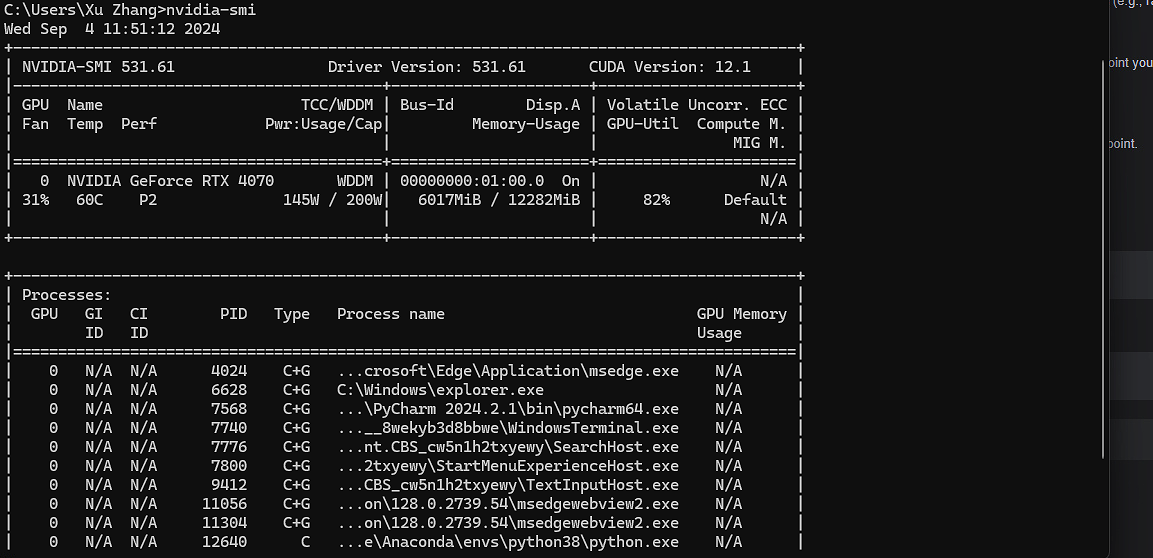 C:\Users\Xu Zhang>nvidia-smi
Wed Sep  4 11:51:12 2024
+---------------------------------------------------------------------------------------+
| NVIDIA-SMI 531.61                 Driver Version: 531.61       CUDA Version: 12.1     |
|-----------------------------------------+----------------------+----------------------+
| GPU  Name                      TCC/WDDM | Bus-Id        Disp.A | Volatile Uncorr. ECC |
| Fan  Temp  Perf            Pwr:Usage/Cap|         Memory-Usage | GPU-Util  Compute M. |
|                                         |                      |               MIG M. |
|=========================================+======================+======================|
|   0  NVIDIA GeForce RTX 4070       WDDM | 00000000:01:00.0  On |                  N/A |
| 31%   60C    P2              145W / 200W|   6017MiB / 12282MiB |     82%      Default |
|                                         |                      |                  N/A |
+-----------------------------------------+----------------------+----------------------+
+---------------------------------------------------------------------------------------+
| Processes:                                                                            |
|  GPU   GI   CI        PID   Type   Process name                            GPU Memory |
|        ID   ID                                                             Usage      |
|=======================================================================================|
|    0   N/A  N/A      4024    C+G   ...crosoft\Edge\Application\msedge.exe    N/A      |
|    0   N/A  N/A      6628    C+G   C:\Windows\explorer.exe                   N/A      |
|    0   N/A  N/A      7568    C+G   ...\PyCharm 2024.2.1\bin\pycharm64.exe    N/A      |
|    0   N/A  N/A      7740    C+G   ...__8wekyb3d8bbwe\WindowsTerminal.exe    N/A      |
|    0   N/A  N/A      7776    C+G   ...nt.CBS_cw5n1h2txyewy\SearchHost.exe    N/A      |
|    0   N/A  N/A      7800    C+G   ...2txyewy\StartMenuExperienceHost.exe    N/A      |
|    0   N/A  N/A      9412    C+G   ...CBS_cw5n1h2txyewy\TextInputHost.exe    N/A      |
|    0   N/A  N/A     11056    C+G   ...on\128.0.2739.54\msedgewebview2.exe    N/A      |
|    0   N/A  N/A     11304    C+G   ...on\128.0.2739.54\msedgewebview2.exe    N/A      |
|    0   N/A  N/A     12640      C   ...e\Anaconda\envs\python38\python.exe    N/A      |
oint you
point.